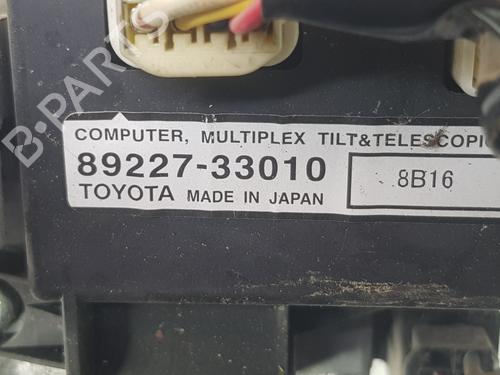 B-PARTS
COMPUTER, MULTIPLEX TILT&TELESCOPIC
89227-33010
8B16
TOYOTA MADE IN JAPAN